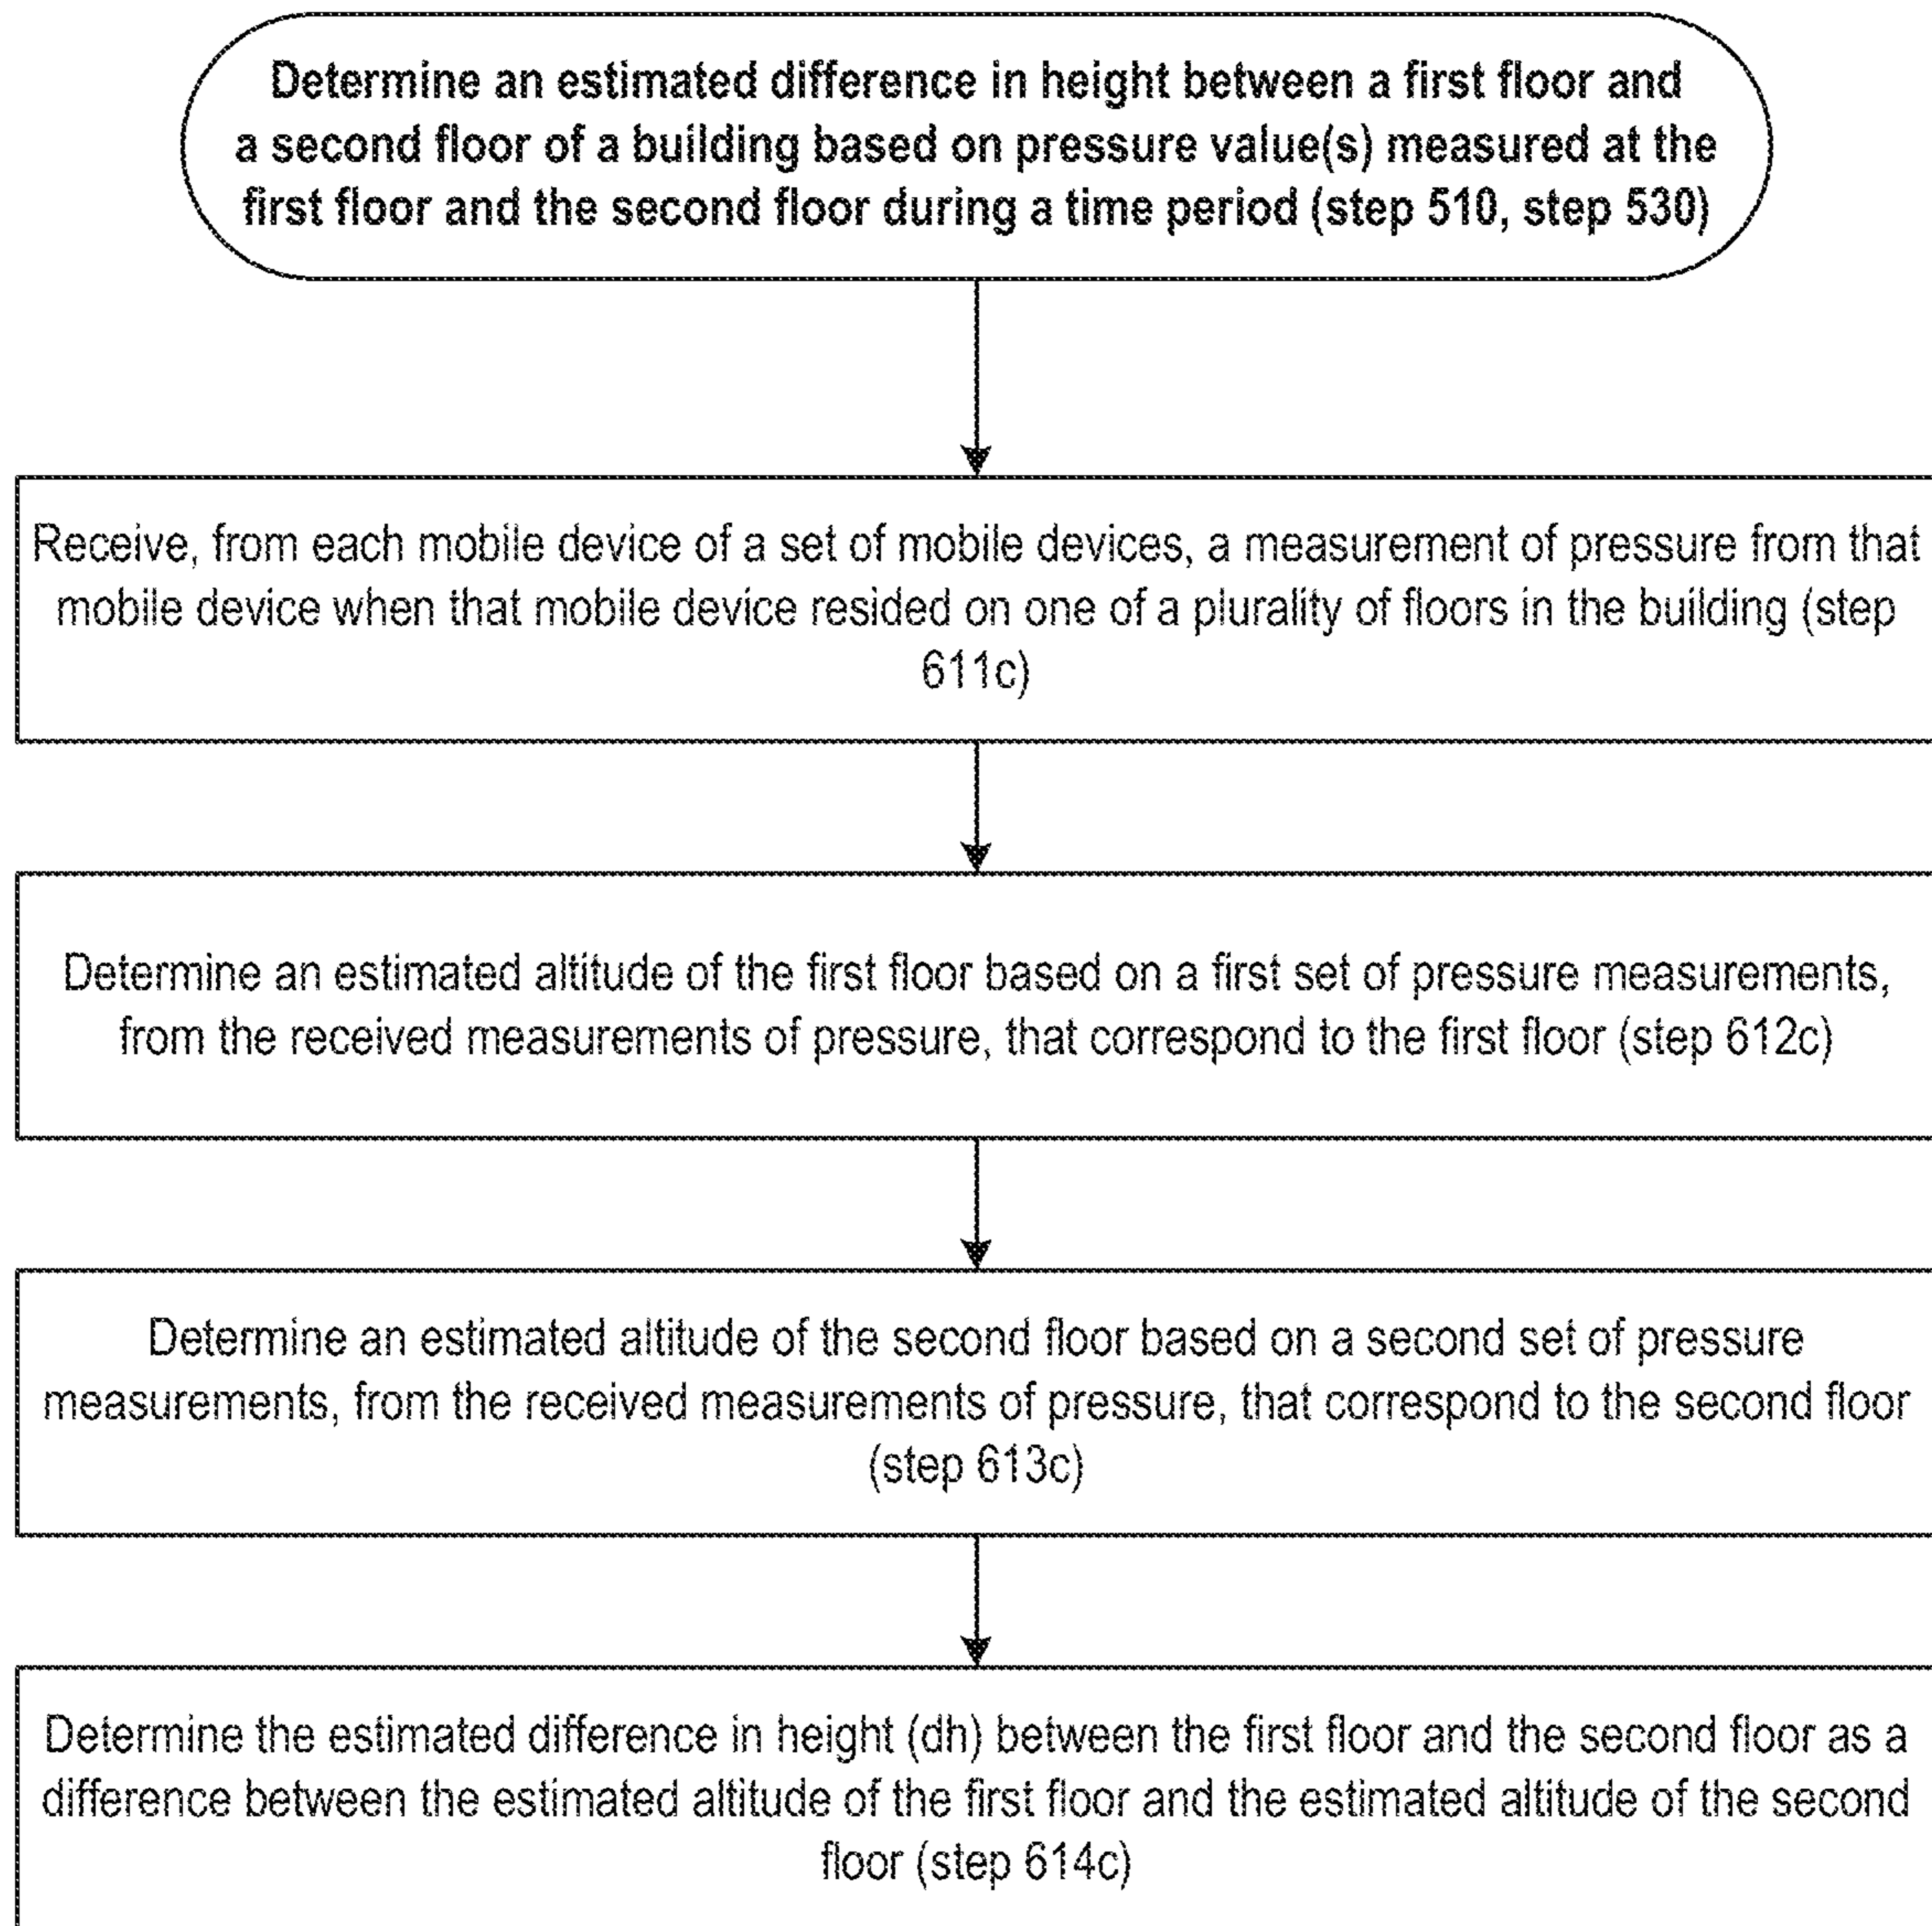 Determine an estimated difference in height between a first floor and
a second floor of a building based on pressure value(s) measured at the
first floor and the second floor during a time period (step 510, step 530)
Receive, from each mobile device of a set of mobile devices, a measurement of pressure from that
mobile device when that mobile device resided on one of a plurality of floors in the building (step
611c)
Determine an estimated altitude of the first floor based on a first set of pressure measurements,
from the received measurements of pressure, that correspond to the first floor (step 612c)
Determine an estimated altitude of the second floor based on a second set of pressure
measurements, from the received measurements of pressure, that correspond to the second floor
(step 613c)
Determine the estimated difference in height (dh) between the first floor and the second floor as a
difference between the estimated altitude of the first floor and the estimated altitude of the second
floor (step 614c)